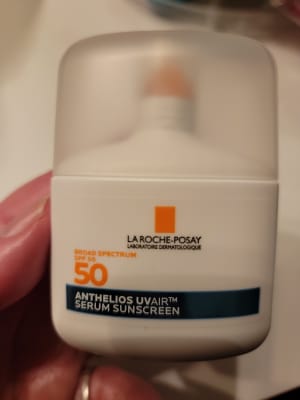 LA ROCHE-POSAY
LABORATOIRE DERMATOLOGIQUE
BROAD SPECTRUM
SPF 50
50
ANTHELIOS UVAIR™
SERUM SUNSCREEN